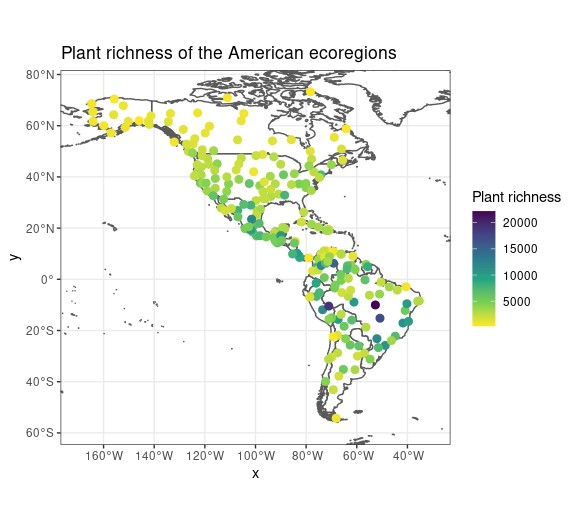 Plant richness of the American ecoregions
80°N
60°N
40°N
20°N
0°
20°S
40°S
60°S
y
160°W 140°W 120°W 100°W 80°W 60°W 40°W
x
Plant richness
20000
15000
10000
5000